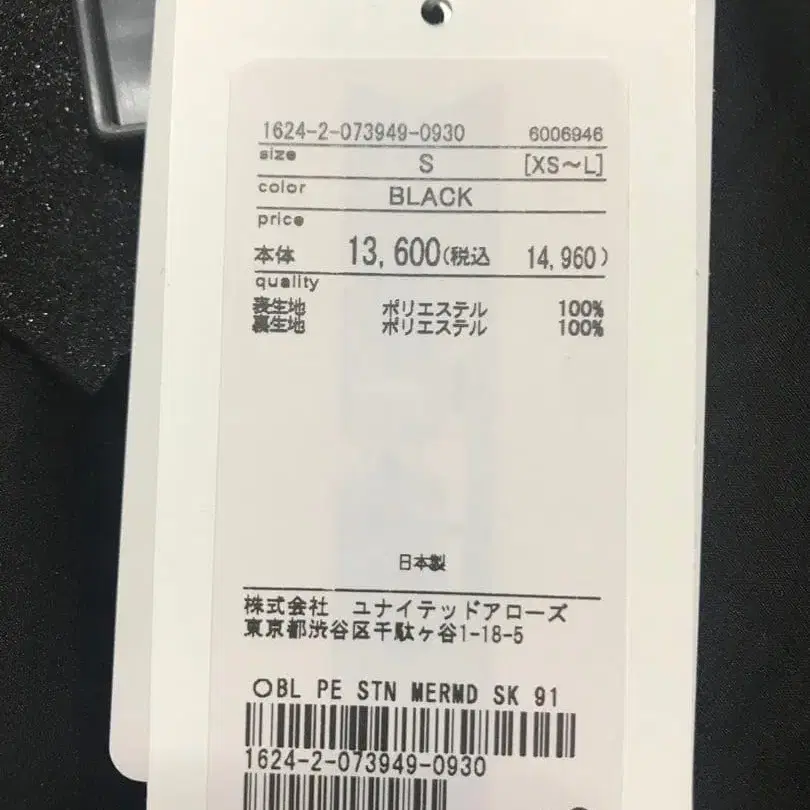 1624-2-073949-0930 6006946
size S [XS〜L]
color BLACK
price
本体 13,600(税込 14,960)
quality
表生地 ポリエステル 100%
裏生地 ポリエステル 100%
日本製
株式会社 ユナイテッドアローズ
東京都渋谷区千駄ヶ谷1-18-5
〇BL PE STN MERMD SK 91
1624-2-073949-0930